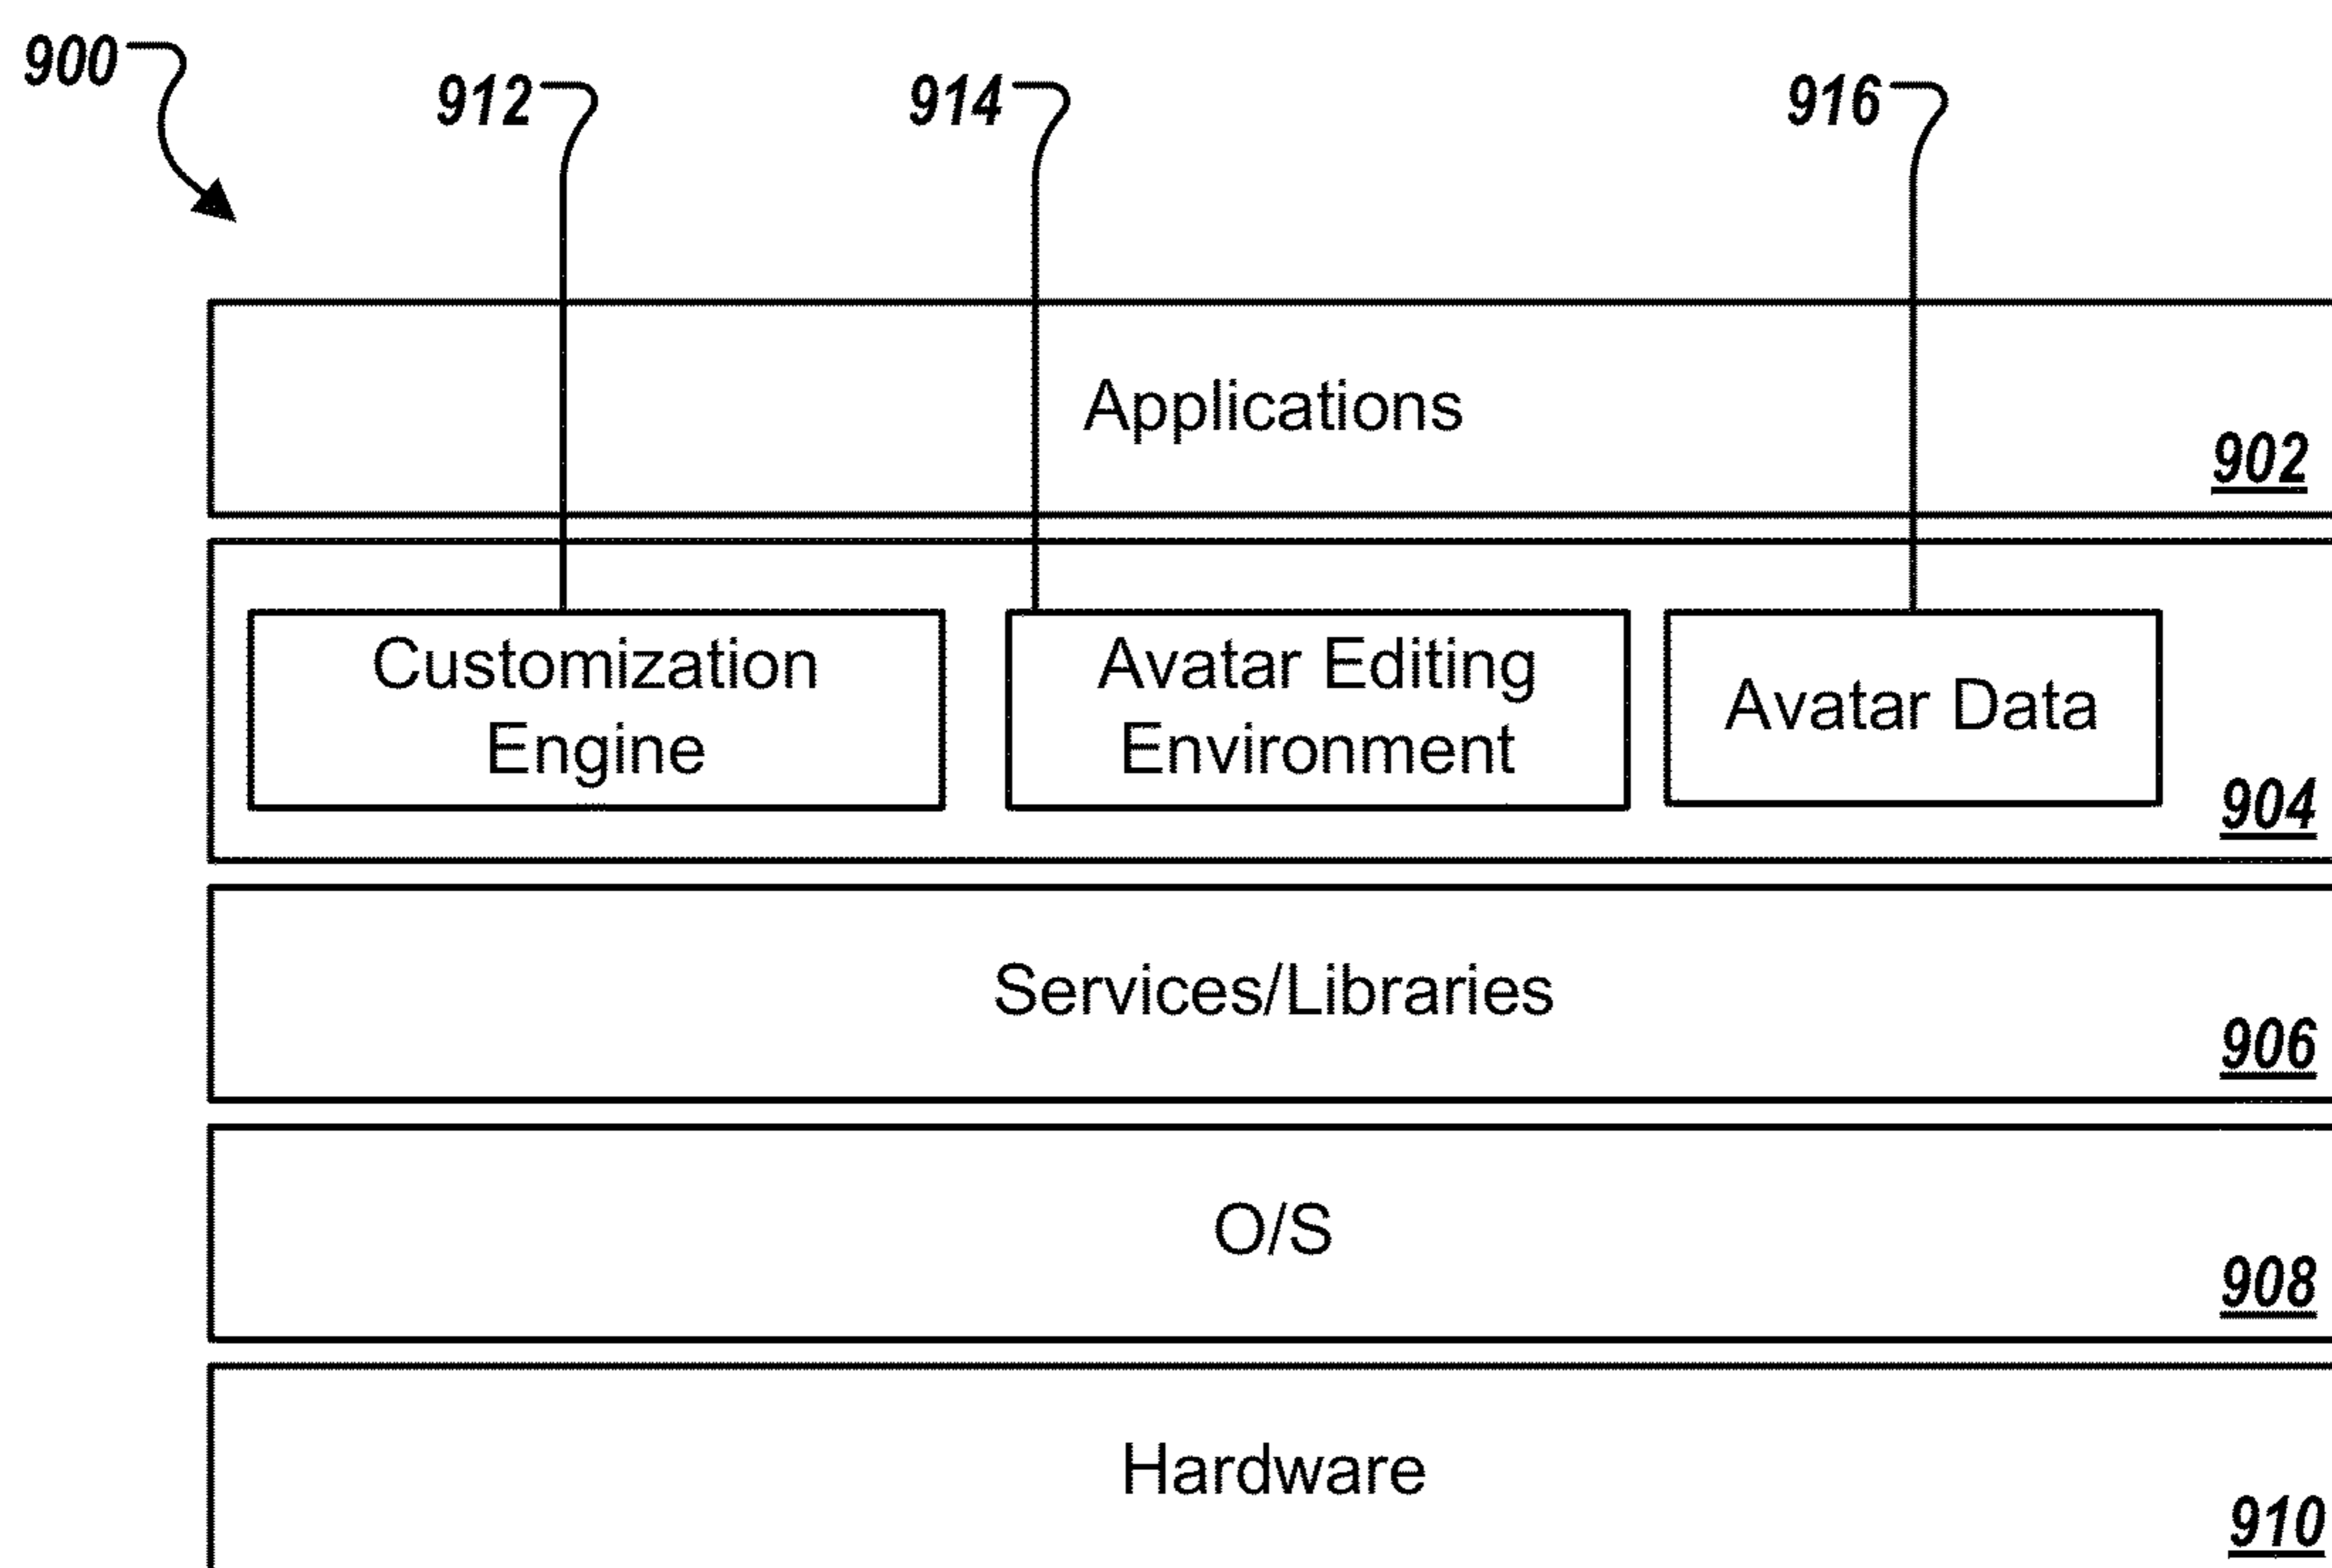 900
912
914
916
Applications
902
Customization
Engine
Avatar Editing
Environment
Avatar Data
904
Services/Libraries
906
O/S
908
Hardware
910